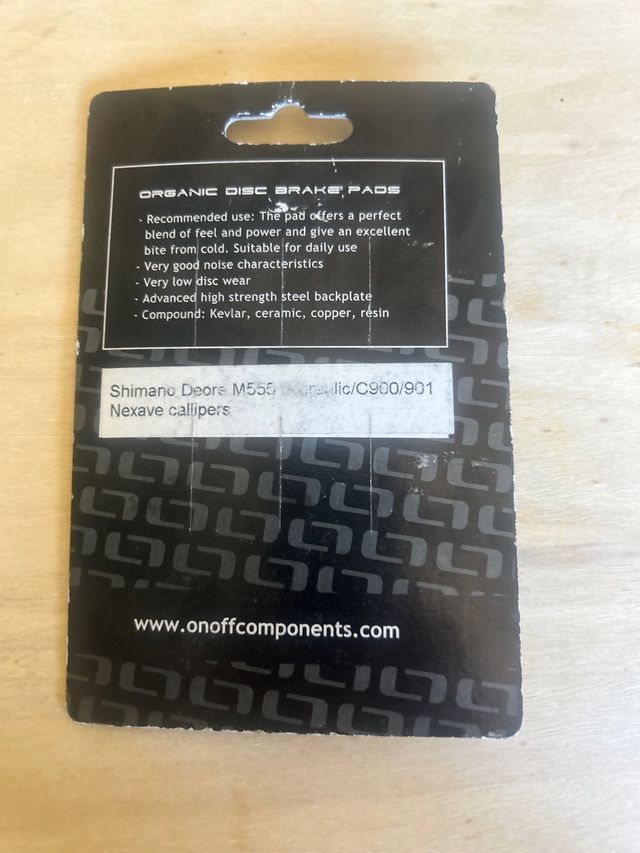 ORGANIC DISC BRAKE PADS
- Recommended use: The pad offers a perfect
blend of feel and power and give an excellent
bite from cold. Suitable for daily use
- Very good noise characteristics
- Very low disc wear
- Advanced high strength steel backplate
- Compound: Kevlar, ceramic, copper, resin
Shimano Deore M555 /C900/901
Nexave callipers
www.onoffcomponents.com